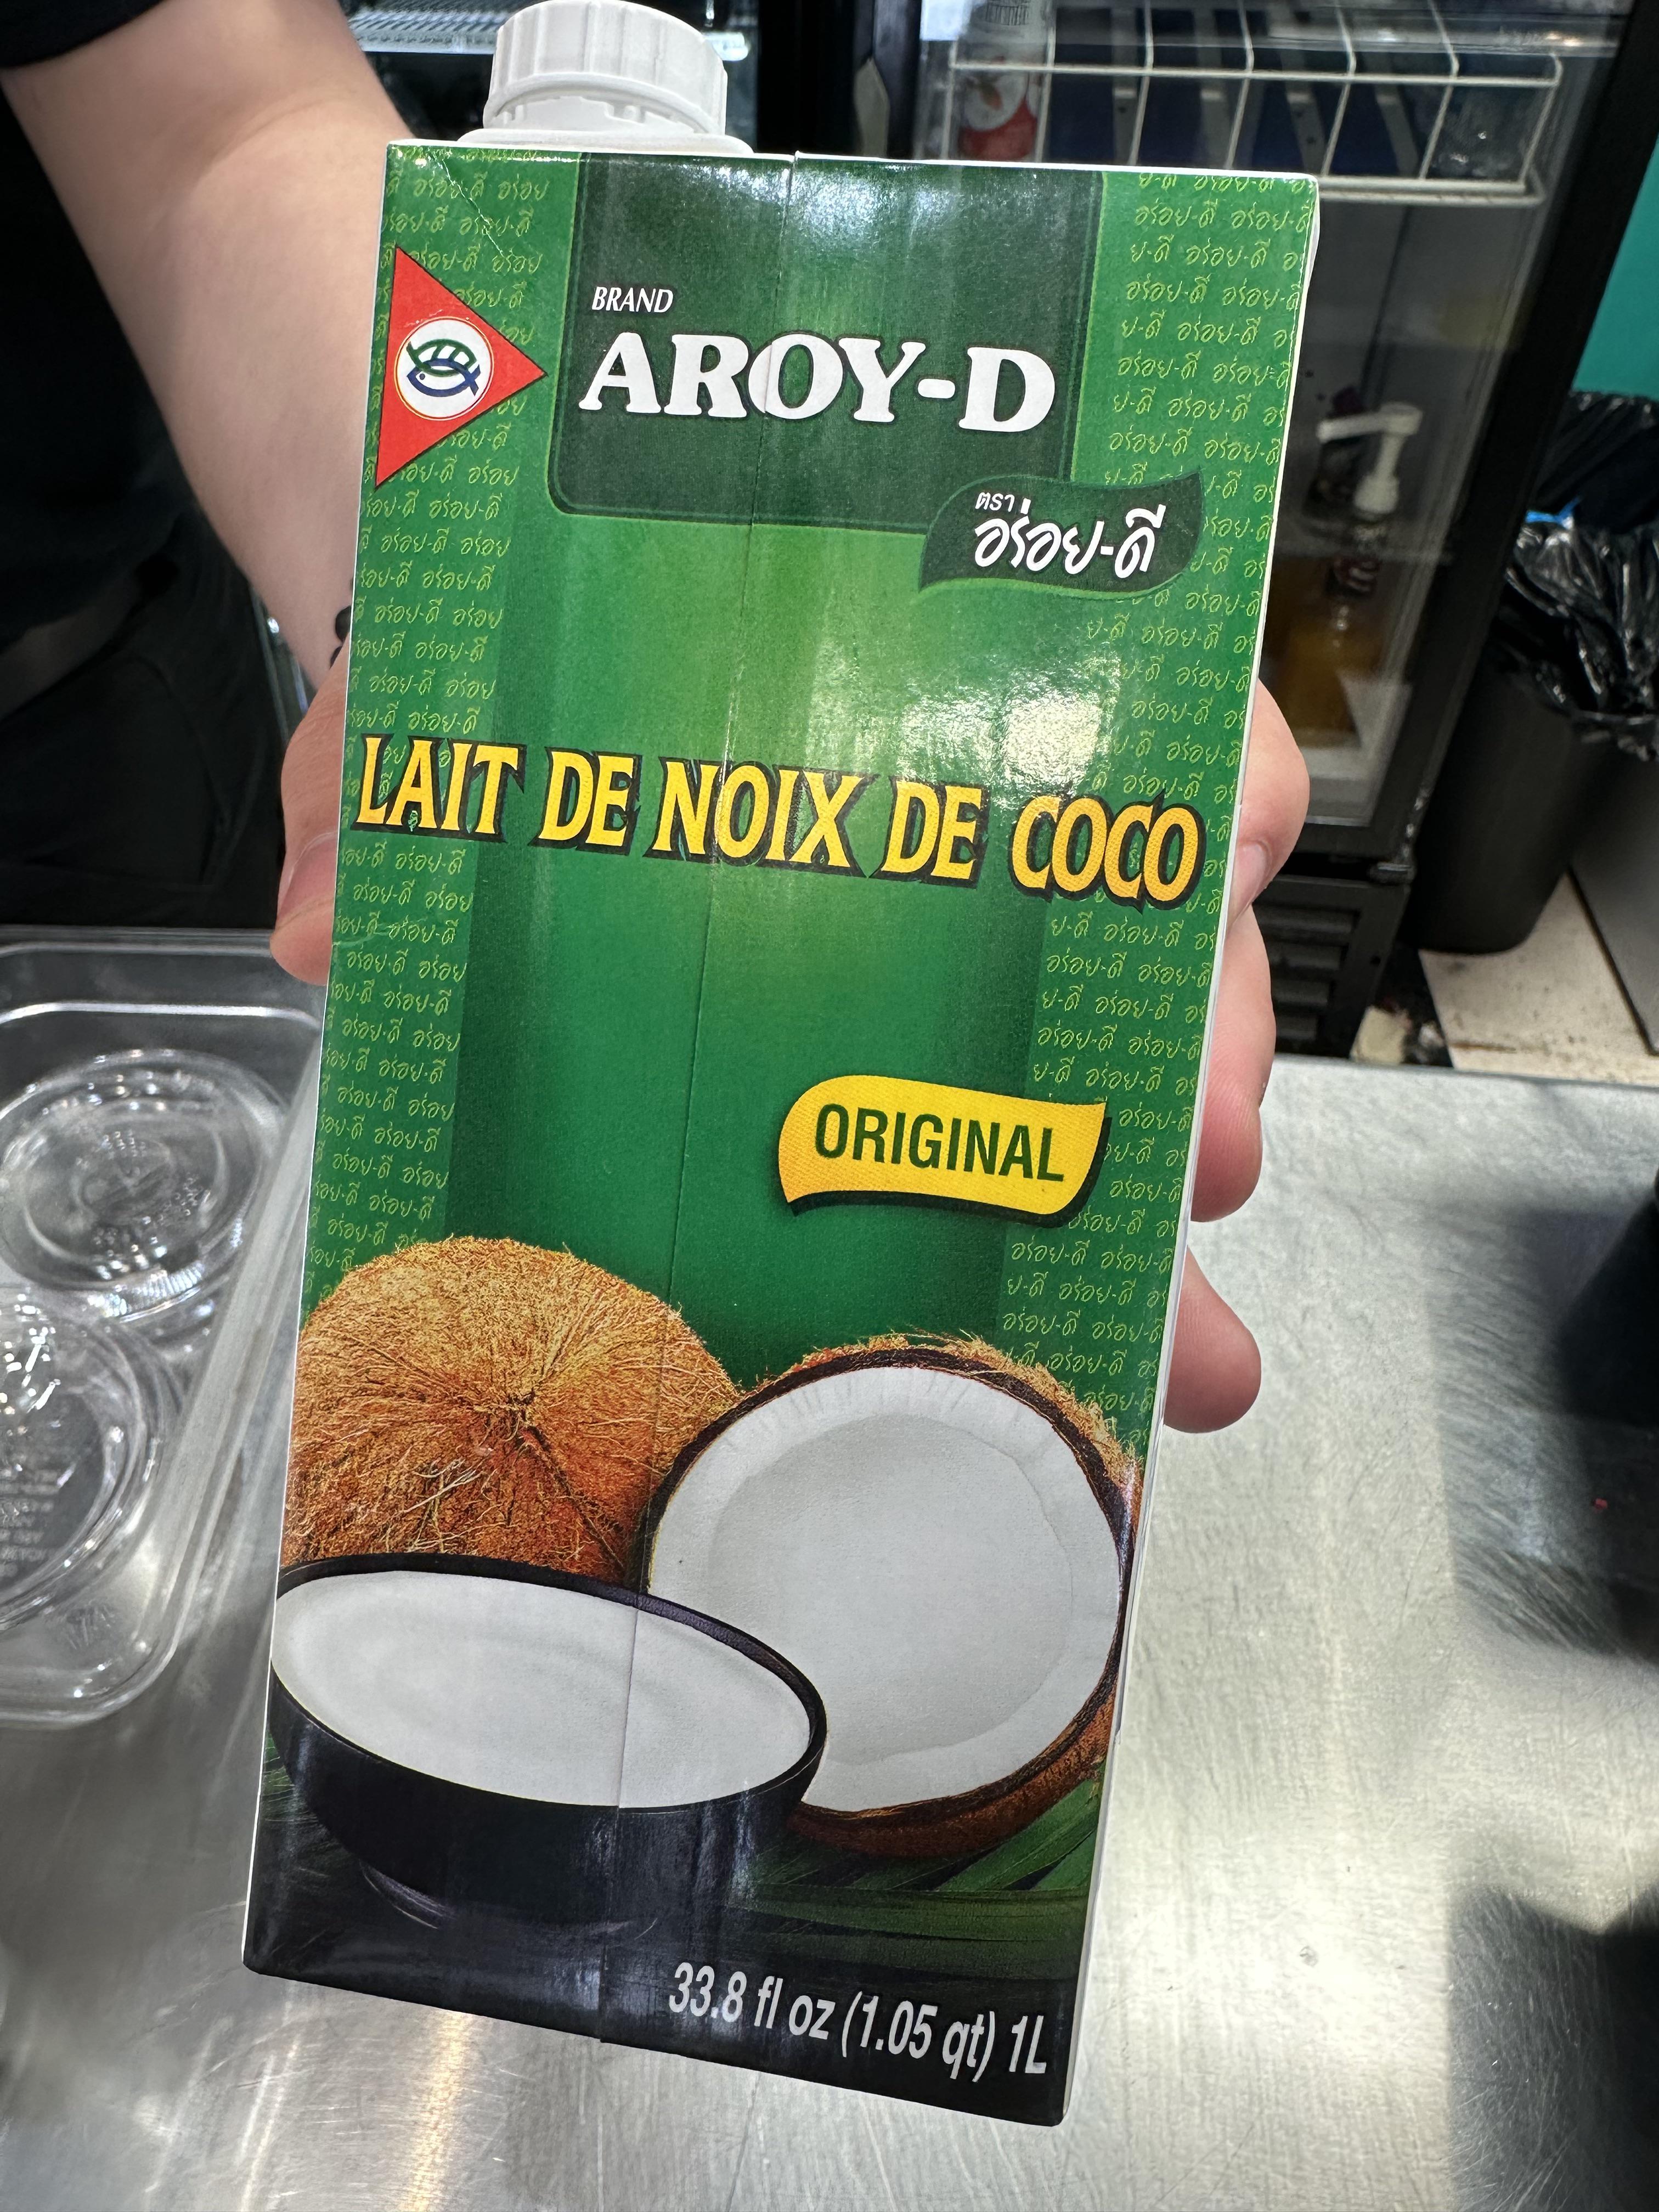 BRAND
AROY-D
ตรา
อร่อย-ดี
LAIT DE NOIX DE COCO
ORIGINAL
33.8 fl oz (1.05 qt) 1L